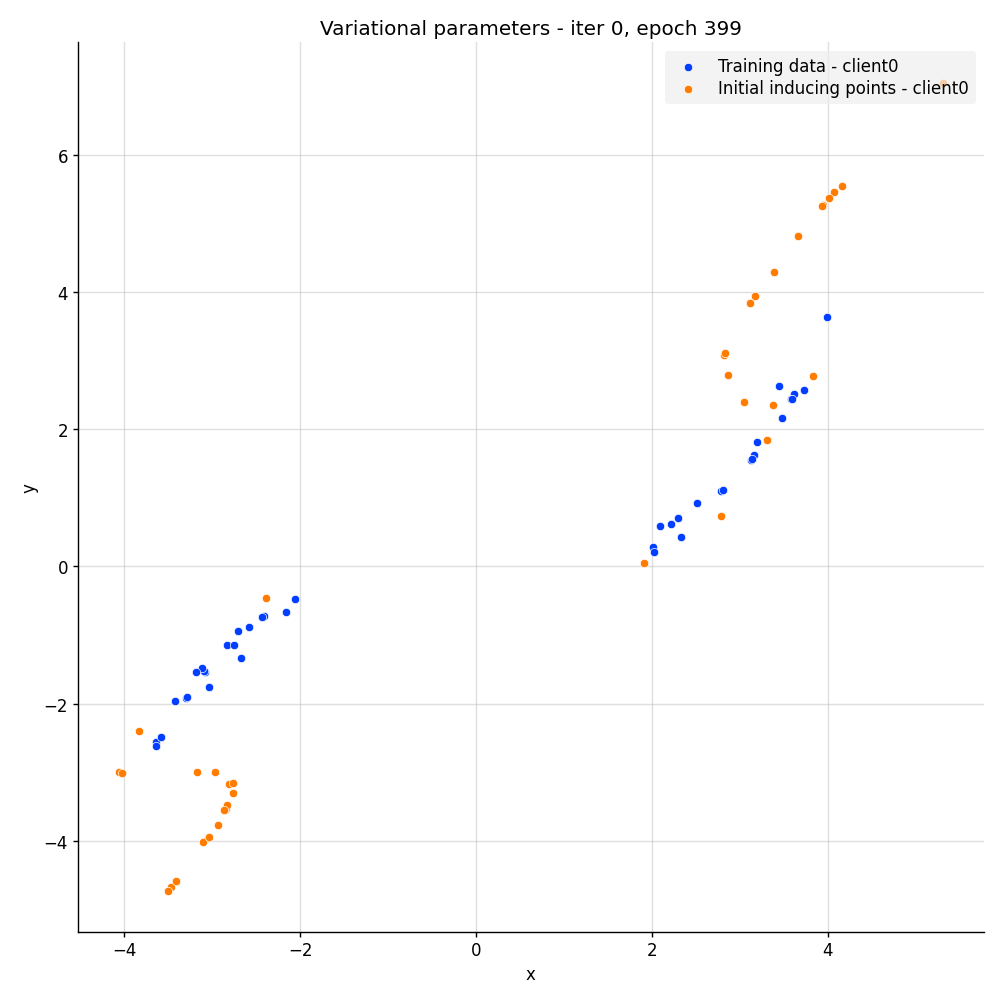 Variational parameters - iter 0, epoch 399
Training data - client0
Initial inducing points - client0
6
4
2
0
−2
−4
y
−4
−2
0
2
4
x